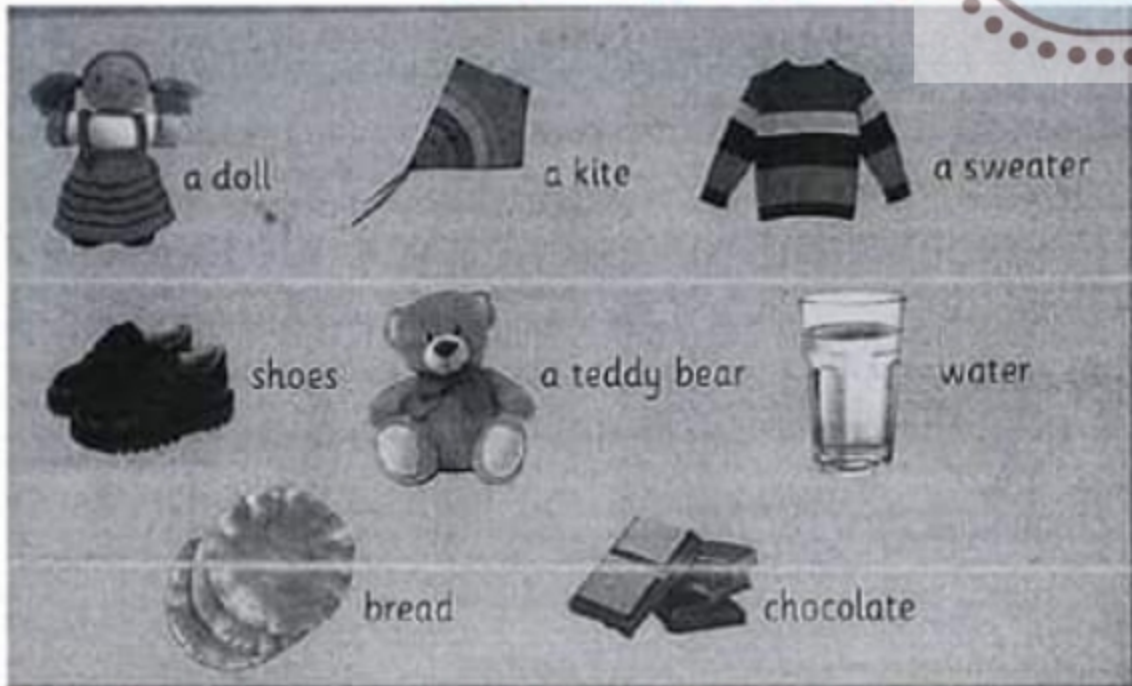 a doll
a kite
a sweater
shoes
a teddy bear
water
bread
chocolate